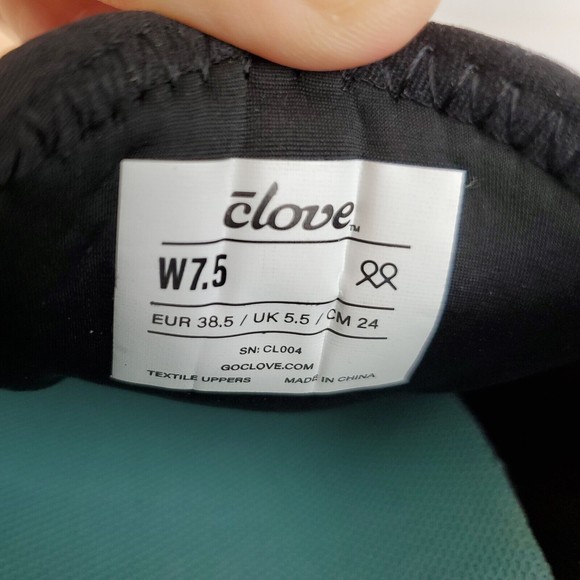 c̄love™
W7.5
EUR 38.5 / UK 5.5 / CM 24
SN: CL004
GOCLOVE.COM
TEXTILE UPPERS MADE IN CHINA